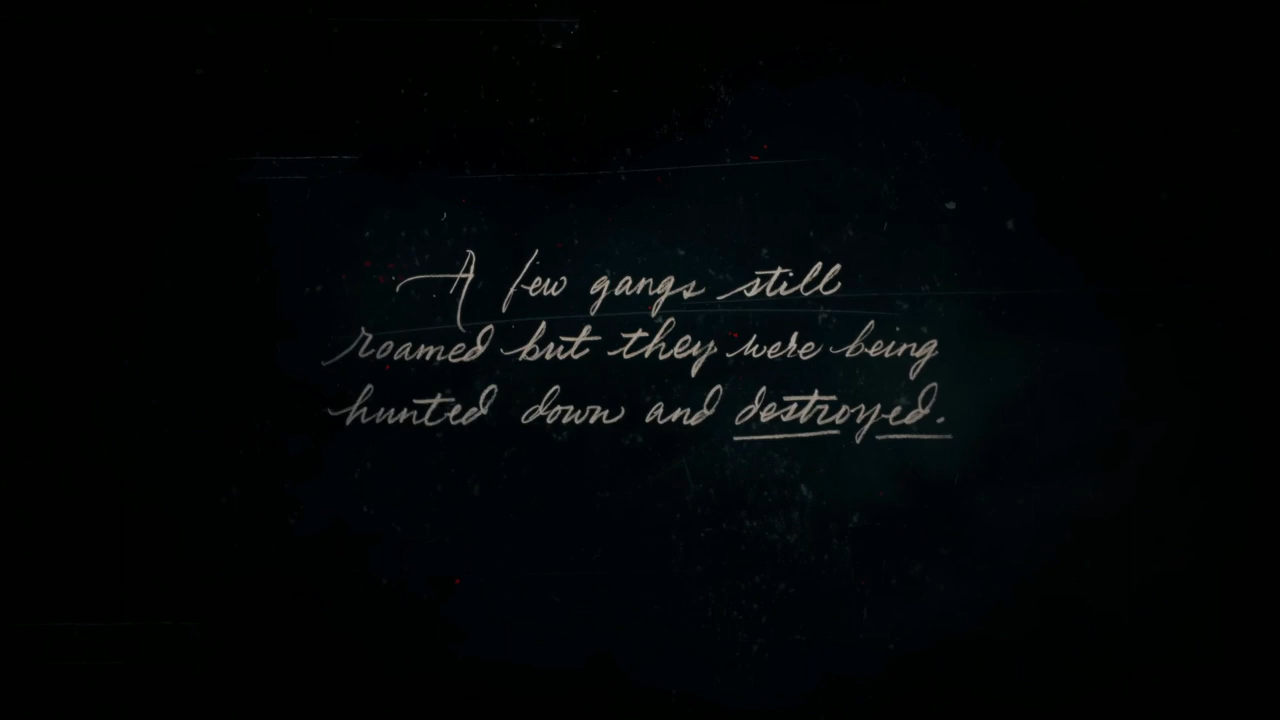 A few gangs still
roamed but they were being
hunted down and destroyed.